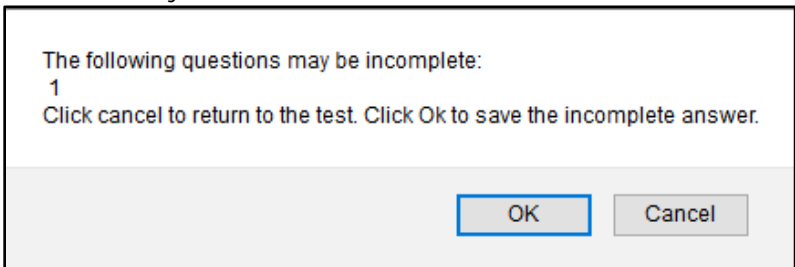 The following questions may be incomplete:
1
Click cancel to return to the test. Click Ok to save the incomplete answer.
OK
Cancel